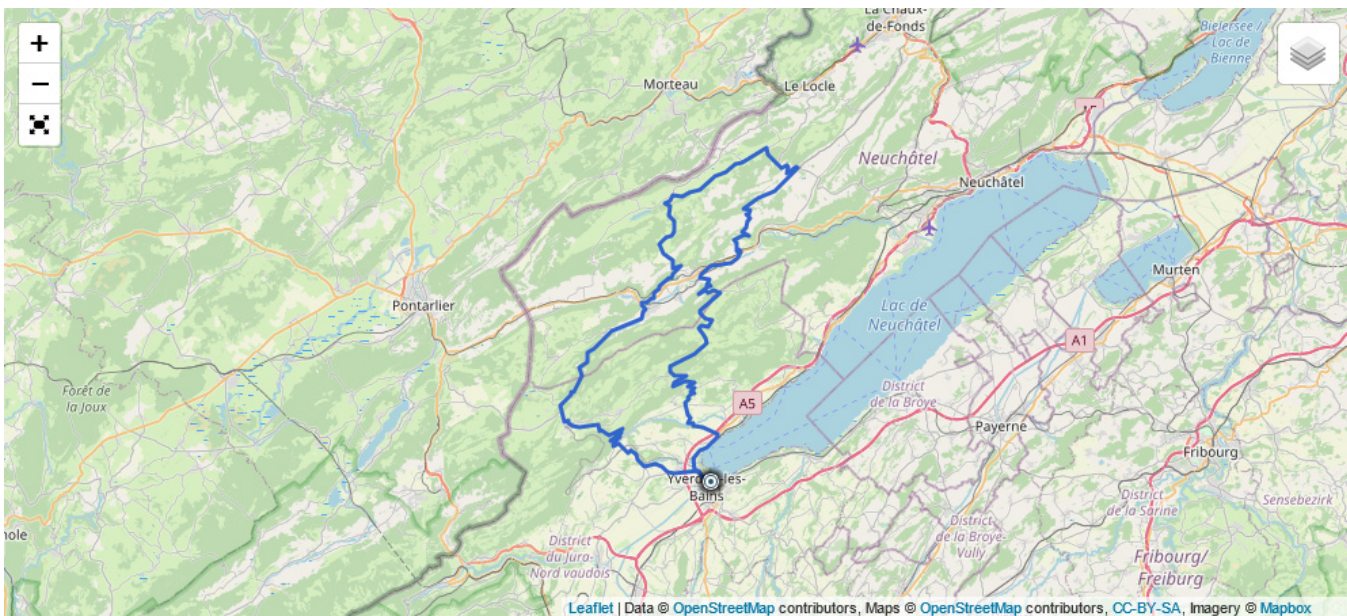 La Chaux-
de-Fonds
Bielersee /
Lac de
Bienne
+
−
Morteau
Le Locle
A5
Neuchâtel
Neuchâtel
Murten
Pontarlier
Lac de
Neuchâtel
A1
Forêt de
la Joux
District
de la Broye
A5
Payerne
Fribourg
Yverdon-les-
Bains
Sensebezirk
District
de la Sarine
District
de la Broye-
Vully
nole
District
du Jura-
Nord vaudois
Fribourg/
Freiburg
Leaflet | Data © OpenStreetMap contributors, Maps © OpenStreetMap contributors, CC-BY-SA, Imagery © Mapbox